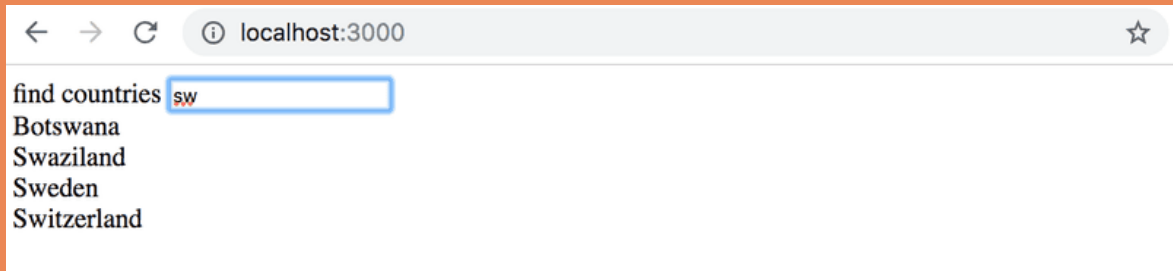 localhost:3000
find countries sw
Botswana
Swaziland
Sweden
Switzerland